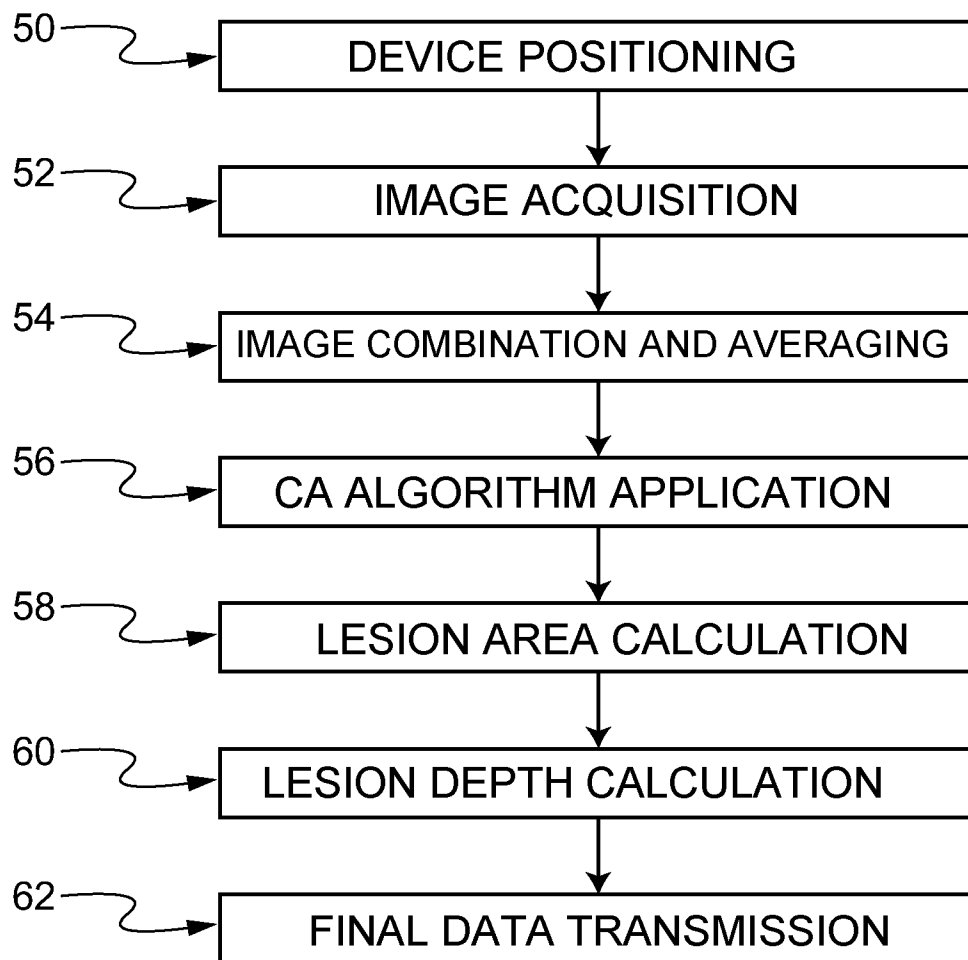 50
DEVICE POSITIONING
52
IMAGE ACQUISITION
54
IMAGE COMBINATION AND AVERAGING
56
CA ALGORITHM APPLICATION
58
LESION AREA CALCULATION
60
LESION DEPTH CALCULATION
62
FINAL DATA TRANSMISSION